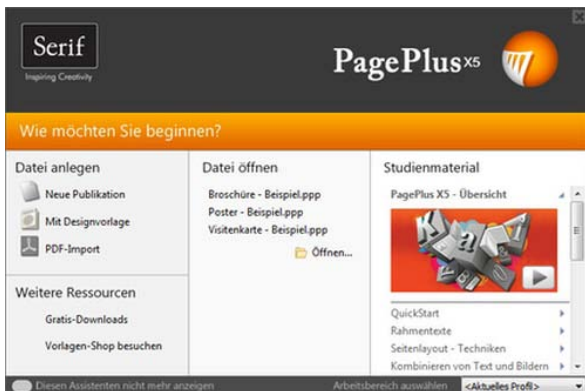 Serif
Inspiring Creativity
PagePlus X5
Wie möchten Sie beginnen?
Datei anlegen
Neue Publikation
Mit Designvorlage
PDF-Import
Weitere Ressourcen
Gratis-Downloads
Vorlagen-Shop besuchen
Datei öffnen
Broschüre - Beispiel.ppp
Poster - Beispiel.ppp
Visitenkarte - Beispiel.ppp
Öffnen...
Studienmaterial
PagePlus X5 - Übersicht
QuickStart
Rahmentexte
Seitenlayout - Techniken
Kombinieren von Text und Bildern
Diesen Assistenten nicht mehr anzeigen
Arbeitsbereich auswählen <Aktuelles Profil>